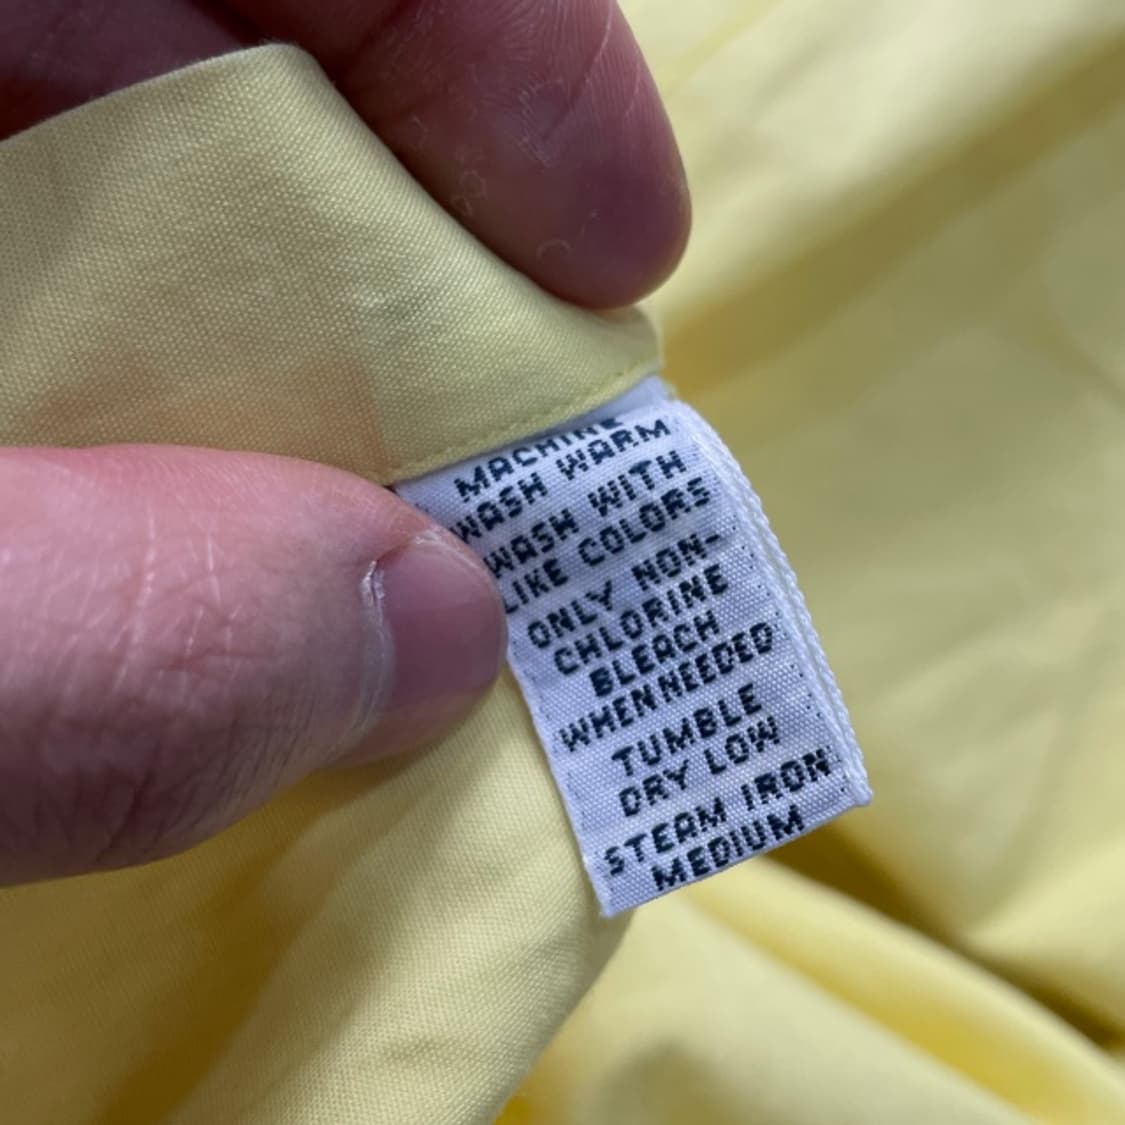 MACHINE
WASH WARM
WASH WITH
LIKE COLORS
ONLY NON-
CHLORINE
BLEACH
WHEN NEEDED
TUMBLE
DRY LOW
STEAM IRON
MEDIUM